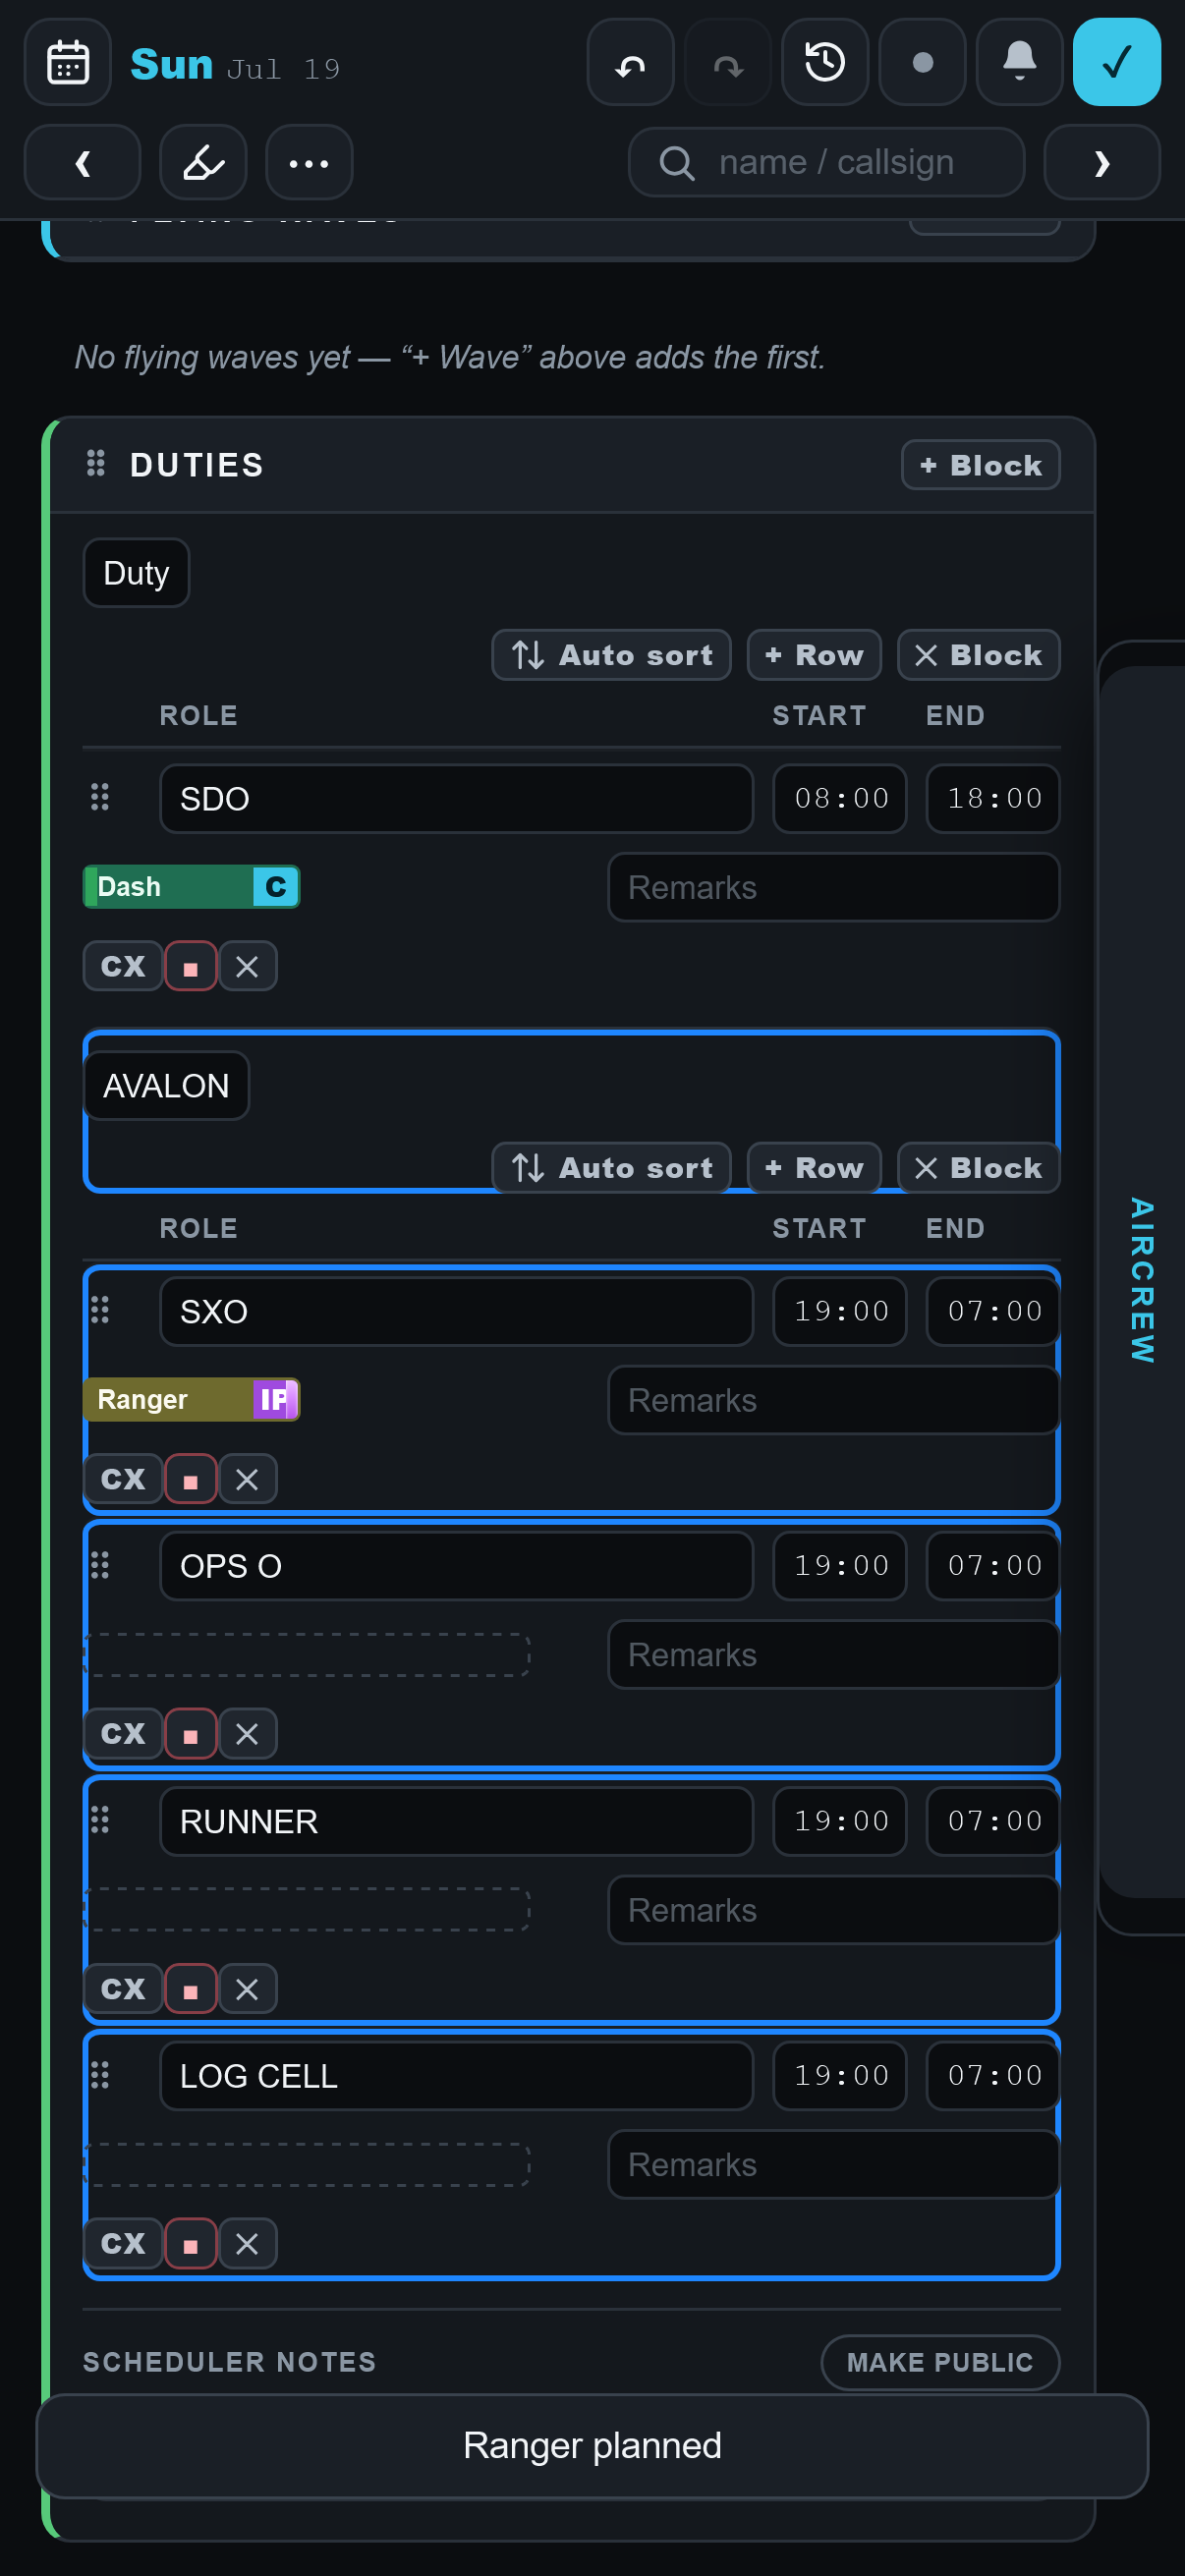 Sun Jul 19
name / callsign
No flying waves yet — “+ Wave” above adds the first.
DUTIES
+ Block
Duty
Auto sort
+ Row
× Block
ROLE START END
SDO 08:00 18:00
Dash C
Remarks
CX
AVALON
Auto sort
+ Row
× Block
ROLE START END
SXO 19:00 07:00
Ranger IP
Remarks
CX
OPS O 19:00 07:00
Remarks
CX
RUNNER 19:00 07:00
Remarks
CX
LOG CELL 19:00 07:00
Remarks
CX
SCHEDULER NOTES
MAKE PUBLIC
Ranger planned
AIRCREW